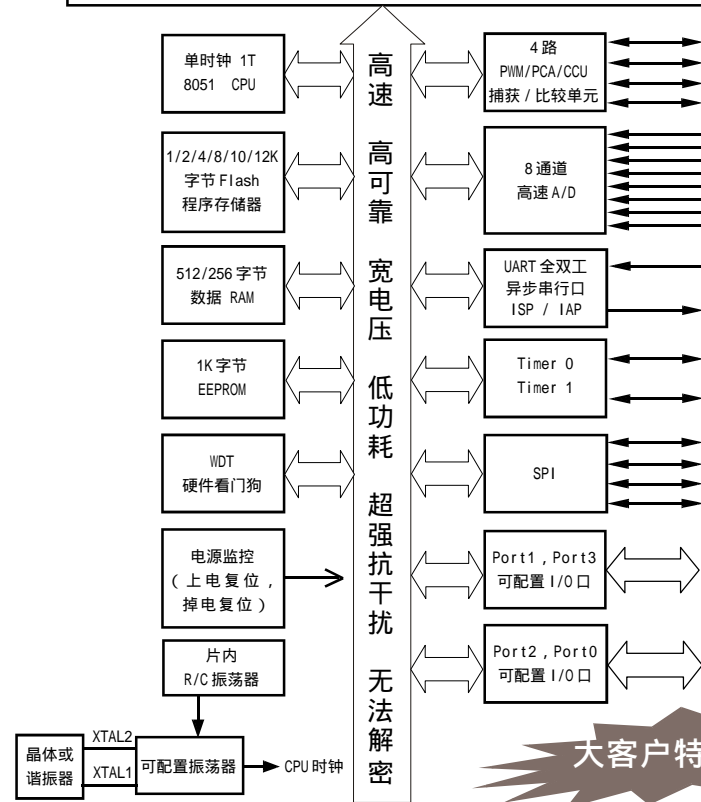 单时钟 1T
8051 CPU
1/2/4/8/10/12K
字节 Flash
程序存储器
512/256 字节
数据 RAM
1K 字节
EEPROM
WDT
硬件看门狗
电源监控
(上电复位,
掉电复位)
片内
R/C 振荡器
晶体或
谐振器
XTAL2
XTAL1
可配置振荡器
CPU 时钟
高速 高可靠 宽电压 低功耗 超强抗干扰 无法解密
4 路
PWM/PCA/CCU
捕获 / 比较单元
8 通道
高速 A/D
UART 全双工
异步串行口
ISP / IAP
Timer 0
Timer 1
SPI
Port1 , Port3
可配置 I/O 口
Port2 , Port0
可配置 I/O 口
大客户特